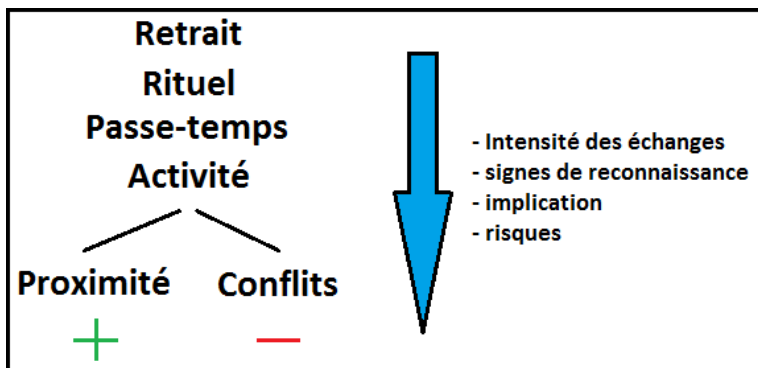 Retrait
Rituel
Passe-temps
Activité
Proximité
Conflits
+
—
- Intensité des échanges
- signes de reconnaissance
- implication
- risques